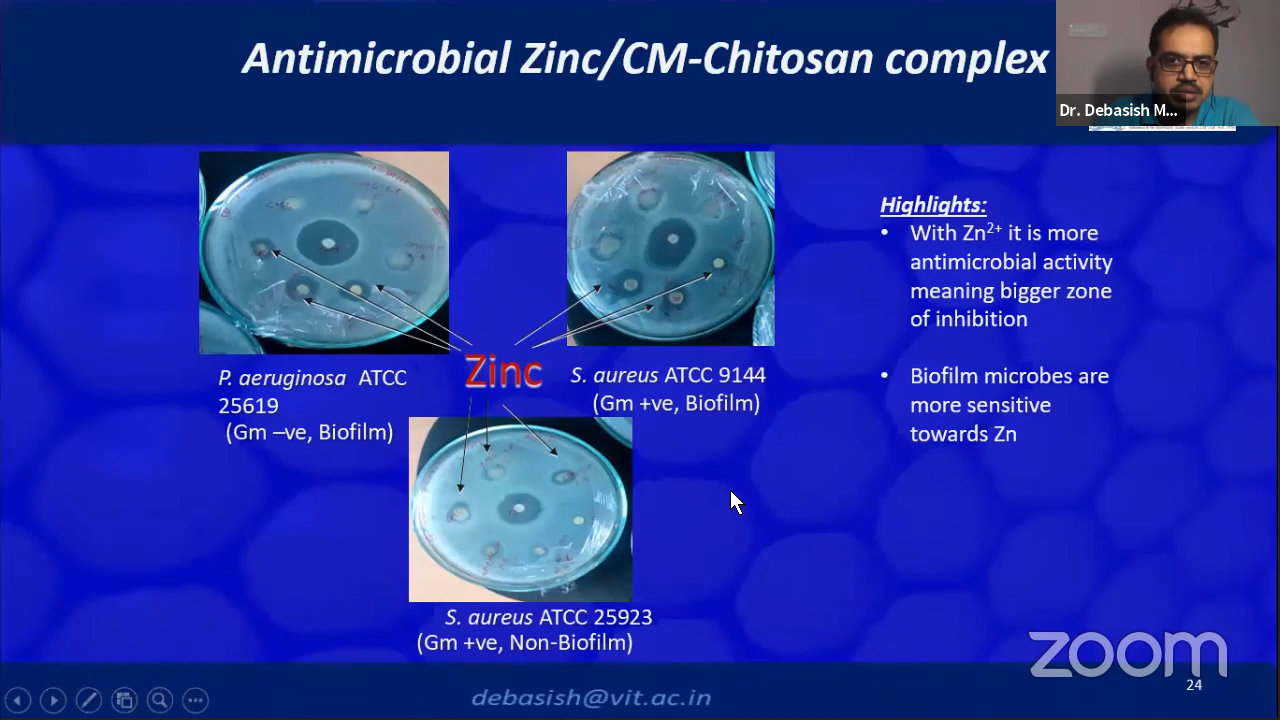 Antimicrobial Zinc/CM-Chitosan complex
Dr. Debasish M...
Highlights:
• With Zn2+ it is more
antimicrobial activity
meaning bigger zone
of inhibition
• Biofilm microbes are
more sensitive
towards Zn
Zinc
P. aeruginosa ATCC
25619
(Gm –ve, Biofilm)
S. aureus ATCC 9144
(Gm +ve, Biofilm)
S. aureus ATCC 25923
(Gm +ve, Non-Biofilm)
zoom
24
debasish@vit.ac.in